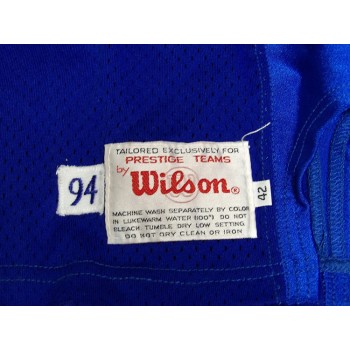 TAILORED EXCLUSIVELY FOR
PRESTIGE TEAMS
by Wilson®
94
42
MACHINE WASH SEPARATELY BY COLOR
IN LUKEWARM WATER (100°) DO NOT
BLEACH. TUMBLE DRY LOW SETTING.
DO NOT DRY CLEAN OR IRON